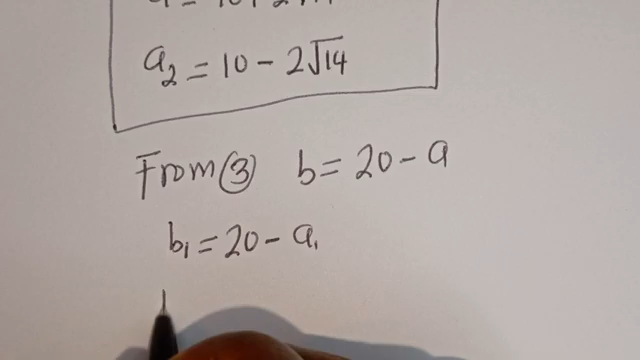 a₂ = 10 - 2√14
From ③ b = 20 - a
b₁ = 20 - a₁